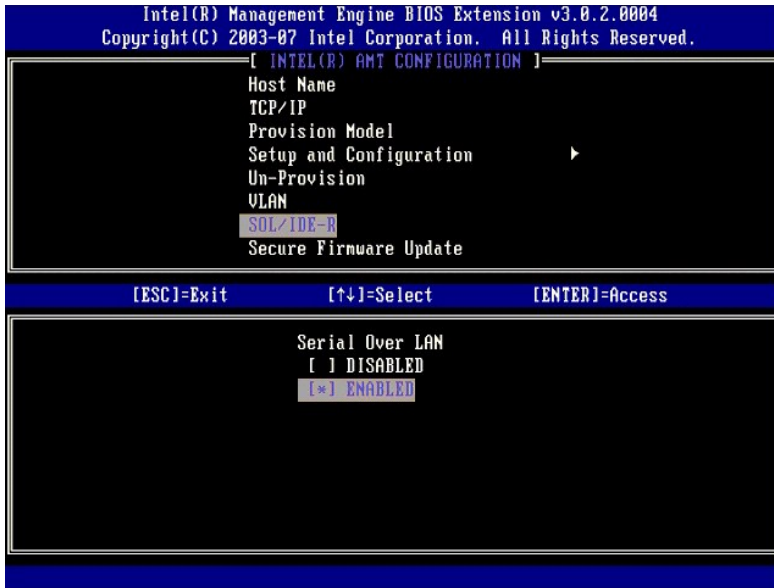 Intel(R) Management Engine BIOS Extension v3.0.2.0004
Copyright(C) 2003-07 Intel Corporation. All Rights Reserved.
[ INTEL(R) AMT CONFIGURATION ]
Host Name
TCP/IP
Provision Model
Setup and Configuration ►
Un-Provision
VLAN
SOL/IDE-R
Secure Firmware Update
[ESC]=Exit [↑↓]=Select [ENTER]=Access
Serial Over LAN
[ ] DISABLED
[*] ENABLED